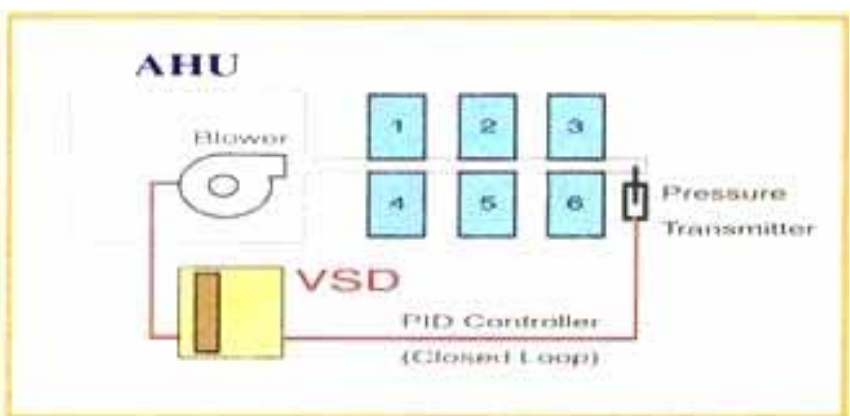 AHU
Blower
1 2 3
4 5 6
Pressure
Transmitter
VSD
PID Controller
(Closed Loop)